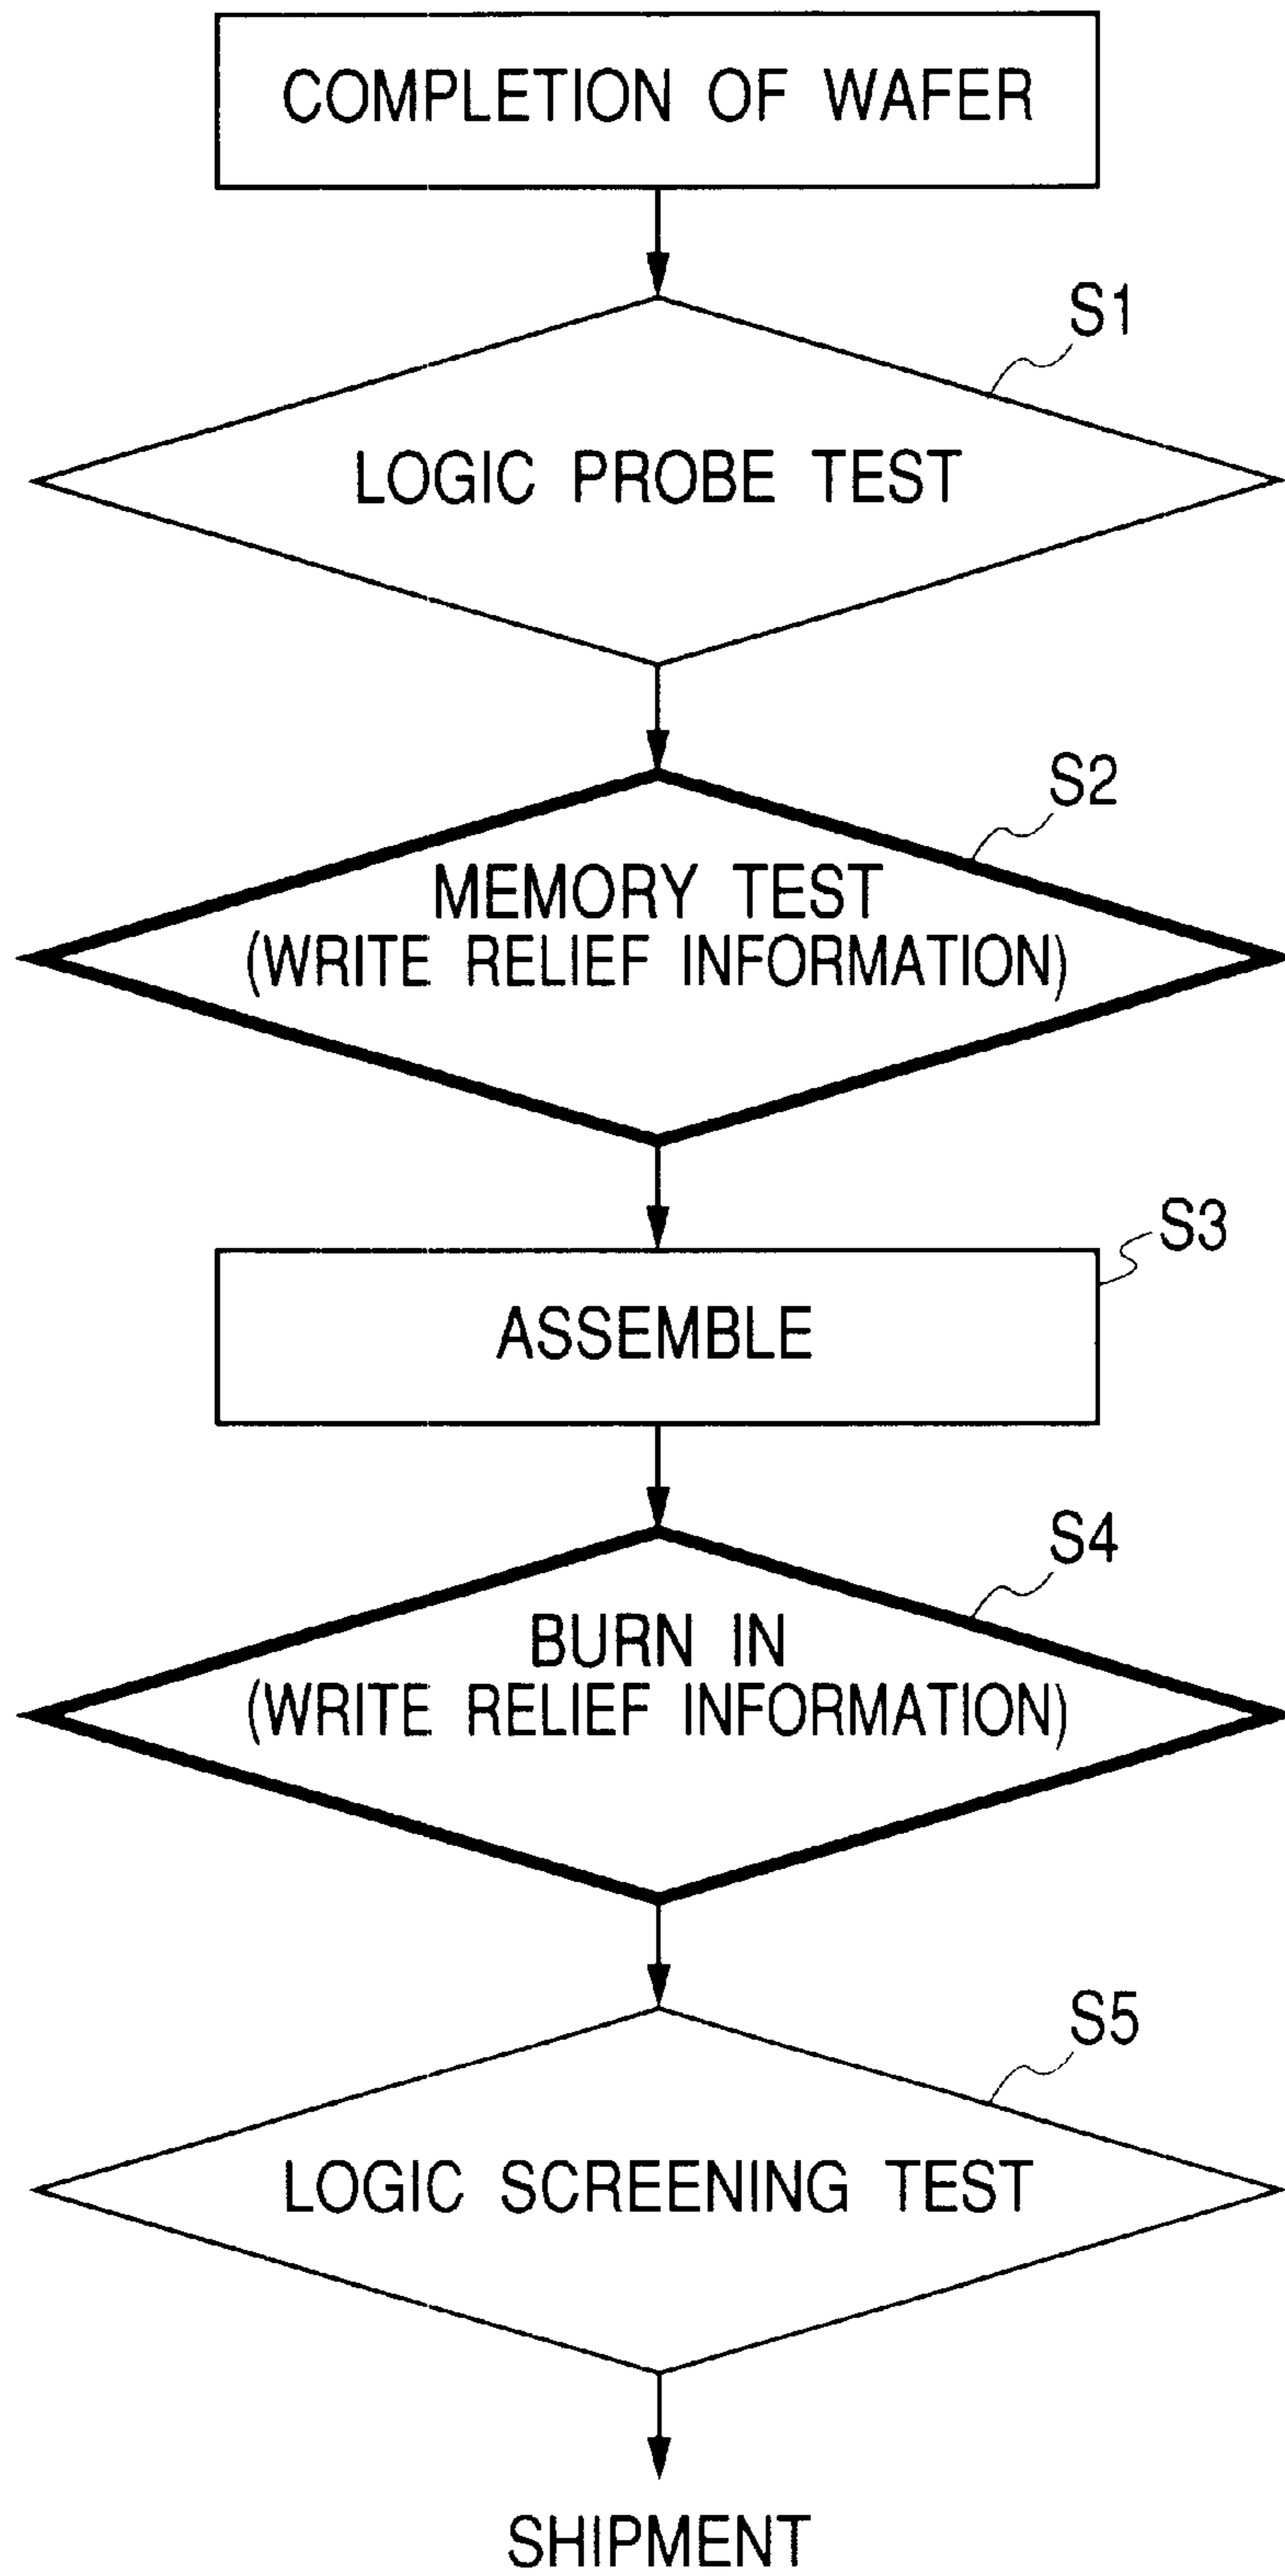 COMPLETION OF WAFER
S1
LOGIC PROBE TEST
S2
MEMORY TEST
(WRITE RELIEF INFORMATION)
S3
ASSEMBLE
S4
BURN IN
(WRITE RELIEF INFORMATION)
S5
LOGIC SCREENING TEST
SHIPMENT